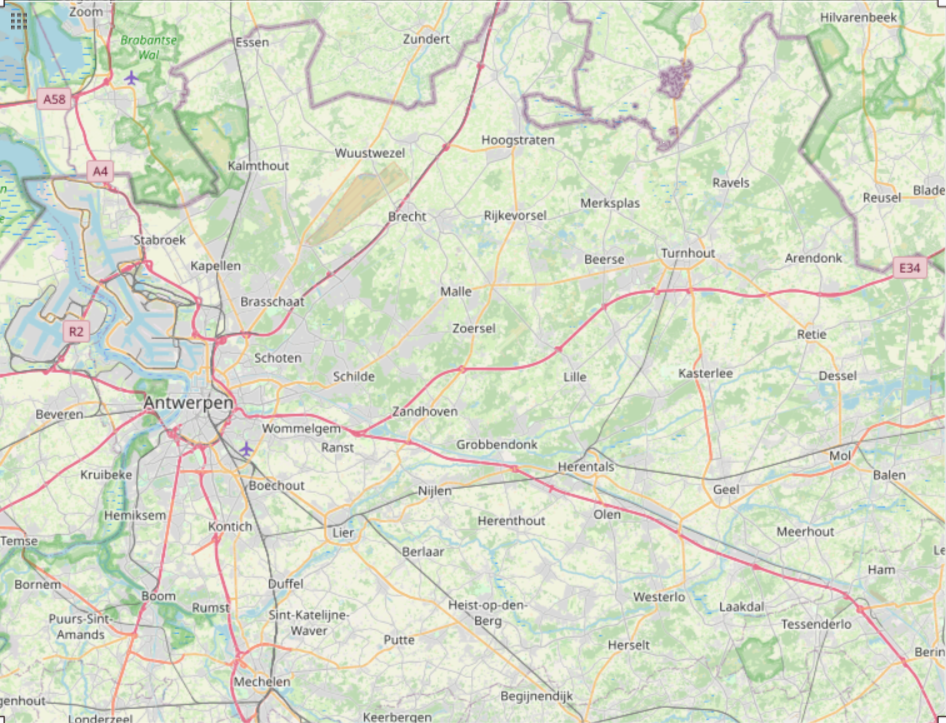 Zoom
Hilvarenbeek
Essen
Zundert
Brabantse
Wal
A58
Hoogstraten
Wuustwezel
Kalmthout
A4
Ravels
Reusel
Blade
Merksplas
Brecht
Rijkevorsel
Stabroek
Turnhout
Beerse
Arendonk
Kapellen
E34
Malle
Brasschaat
Zoersel
R2
Retie
Schoten
Schilde
Lille
Kasterlee
Dessel
Antwerpen
Zandhoven
Beveren
Wommelgem
Ranst
Grobbendonk
Mol
Herentals
Kruibeke
Balen
Boechout
Nijlen
Geel
Hemiksem
Olen
Kontich
Herenthout
Lier
Meerhout
Temse
Berlaar
Le
Ham
Bornem
Duffel
Boom
Westerlo
Rumst
Heist-op-den-
Berg
Laakdal
Sint-Katelijne-
Waver
Puurs-Sint-
Amands
Tessenderlo
Putte
Herselt
Berin
Mechelen
Begijnendijk
genhout
Londerzeel
Keerbergen